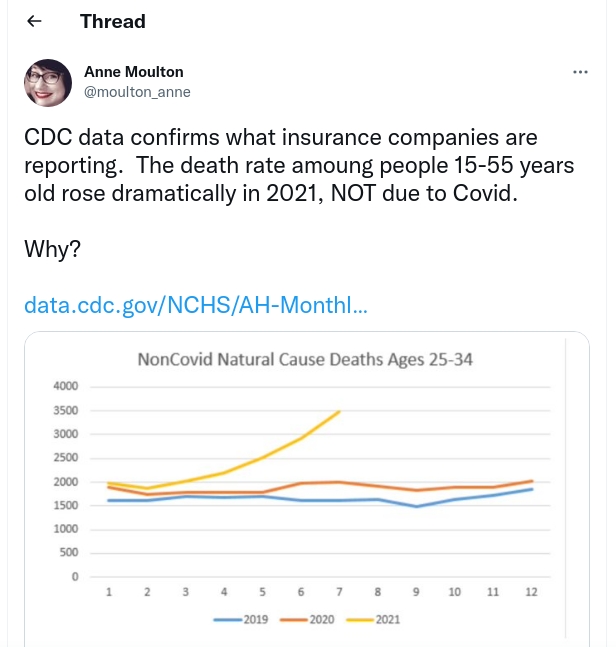 Thread
Anne Moulton
@moulton_anne
CDC data confirms what insurance companies are
reporting.  The death rate amoung people 15-55 years
old rose dramatically in 2021, NOT due to Covid.
Why?
data.cdc.gov/NCHS/AH-Monthl...
NonCovid Natural Cause Deaths Ages 25-34
4000
3500
3000
2500
2000
1500
1000
500
0
1 2 3 4 5 6 7 8 9 10 11 12
2019 2020 2021